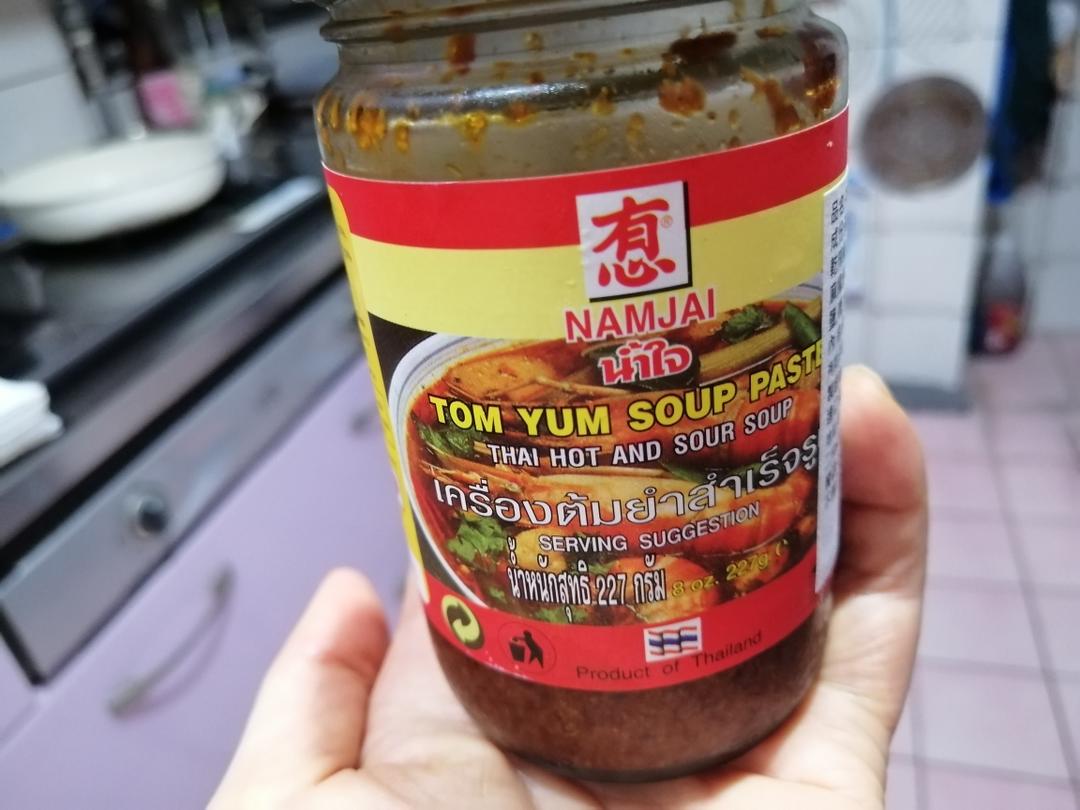 NAMJAI
น้ำใจ
TOM YUM SOUP PASTE
THAI HOT AND SOUR SOUP
เครื่องต้มยำสำเร็จรู
SERVING SUGGESTION
น้ำหนักสุทธิ 227 กรัม 8 oz. 227g
Product of Thailand